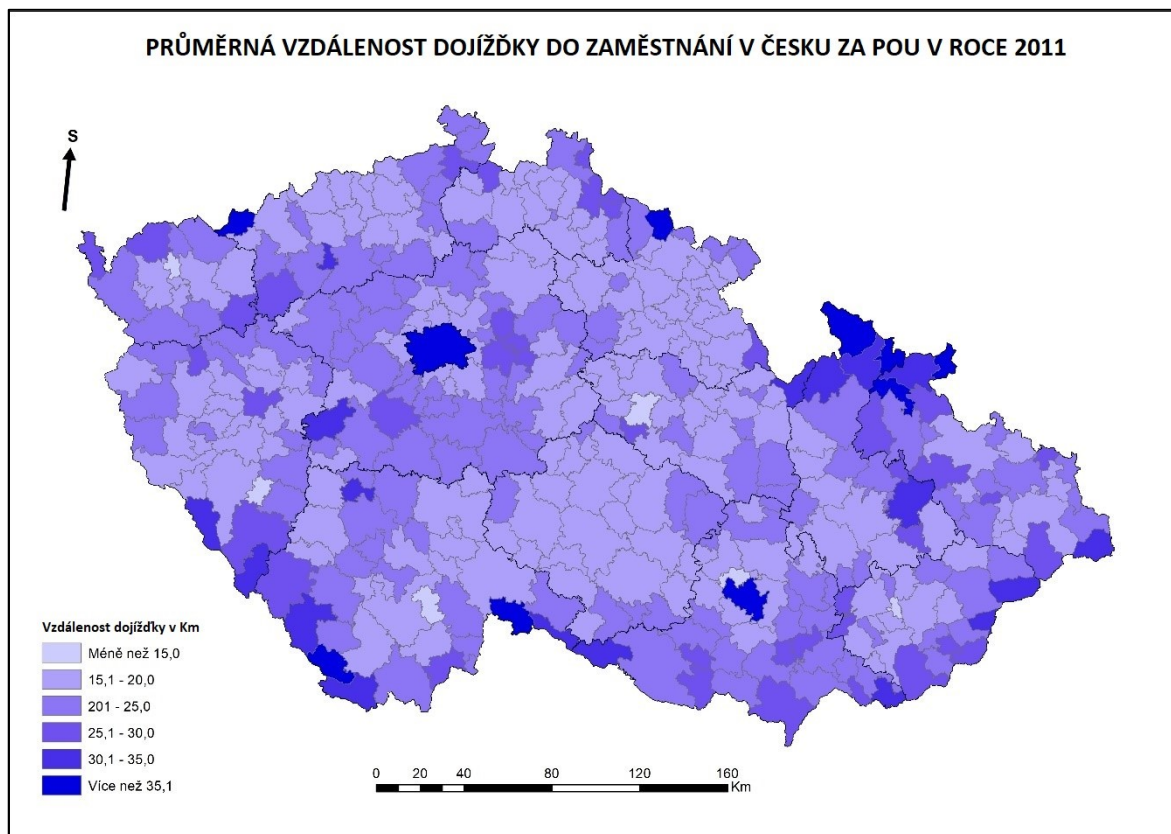 PRŮMĚRNÁ VZDÁLENOST DOJÍŽĎKY DO ZAMĚSTNÁNÍ V ČESKU ZA POU V ROCE 2011
S
Vzdálenost dojížďky v Km
Méně než 15,0
15,1 - 20,0
201 - 25,0
25,1 - 30,0
30,1 - 35,0
Více než 35,1
0 20 40 80 120 160
Km